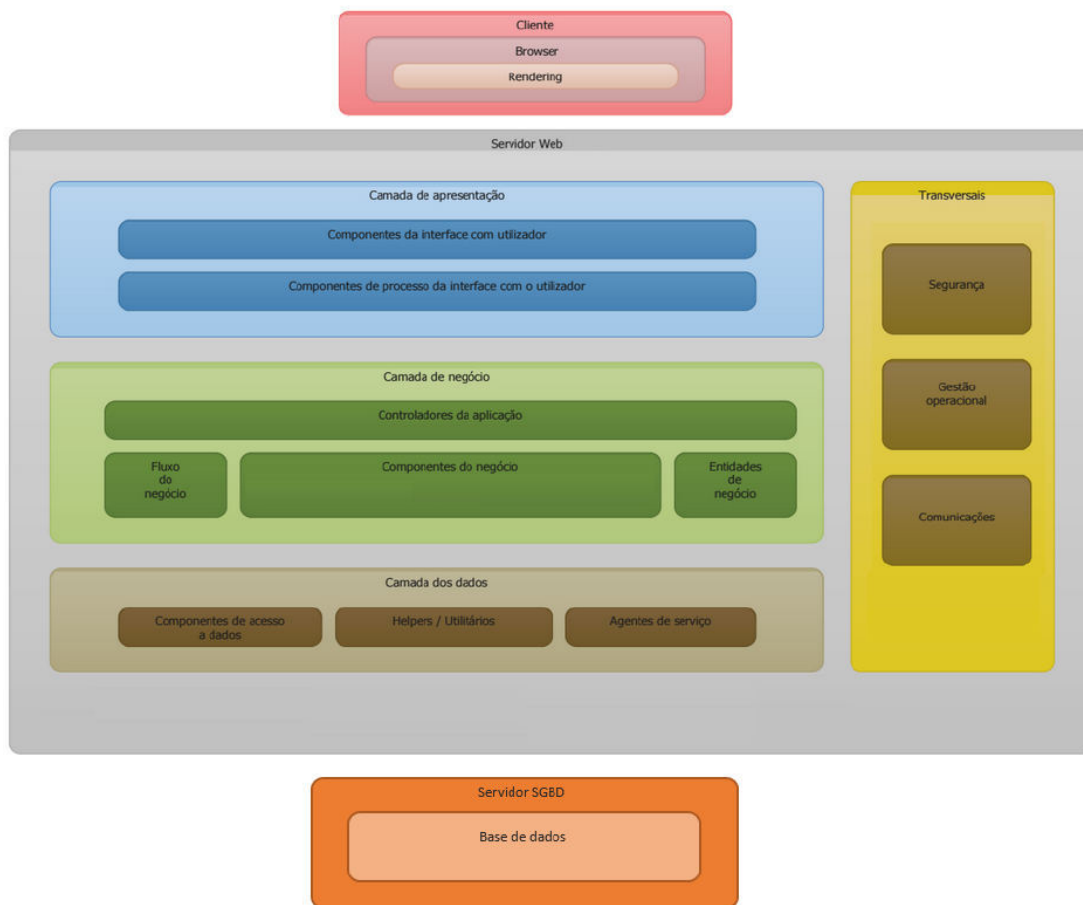 Cliente
Browser
Rendering
Servidor Web
Camada de apresentação
Componentes da interface com utilizador
Componentes de processo da interface com o utilizador
Camada de negócio
Controladores da aplicação
Fluxo
do
negócio
Componentes do negócio
Entidades
de
negócio
Camada dos dados
Componentes de acesso
a dados
Helpers / Utilitários
Agentes de serviço
Transversais
Segurança
Gestão
operacional
Comunicações
Servidor SGBD
Base de dados